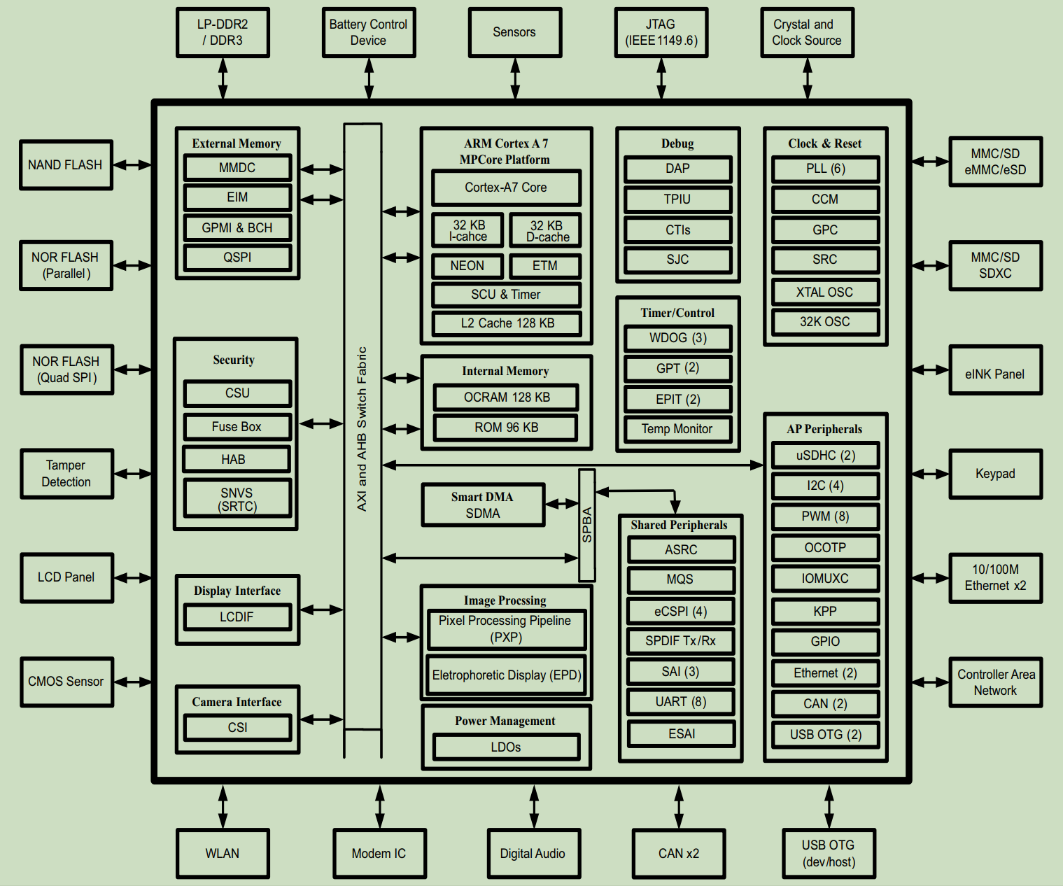 LP-DDR2
/ DDR3
Battery Control
Device
Sensors
JTAG
(IEEE1149.6)
Crystal and
Clock Source
NAND FLASH
NOR FLASH
(Parallel)
NOR FLASH
(Quad SPI)
Tamper
Detection
LCD Panel
CMOS Sensor
External Memory
MMDC
EIM
GPMI & BCH
QSPI
Security
CSU
Fuse Box
HAB
SNVS
(SRTC)
Display Interface
LCDIF
Camera Interface
CSI
AXI and AHB Switch Fabric
ARM Cortex A 7
MPCore Platform
Cortex-A7 Core
32 KB
I-cahce
32 KB
D-cache
NEON
ETM
SCU & Timer
L2 Cache 128 KB
Internal Memory
OCRAM 128 KB
ROM 96 KB
Smart DMA
SDMA
SPBA
Image Procssing
Pixel Processing Pipeline
(PXP)
Eletrophoretic Display (EPD)
Power Management
LDOs
Debug
DAP
TPIU
CTIs
SJC
Timer/Control
WDOG (3)
GPT (2)
EPIT (2)
Temp Monitor
Shared Peripherals
ASRC
MQS
eCSPI (4)
SPDIF Tx/Rx
SAI (3)
UART (8)
ESAI
Clock & Reset
PLL (6)
CCM
GPC
SRC
XTAL OSC
32K OSC
AP Peripherals
uSDHC (2)
I2C (4)
PWM (8)
OCOTP
IOMUXC
KPP
GPIO
Ethernet (2)
CAN (2)
USB OTG (2)
MMC/SD
eMMC/eSD
MMC/SD
SDXC
eINK Panel
Keypad
10/100M
Ethernet x2
Controller Area
Network
WLAN
Modem IC
Digital Audio
CAN x2
USB OTG
(dev/host)